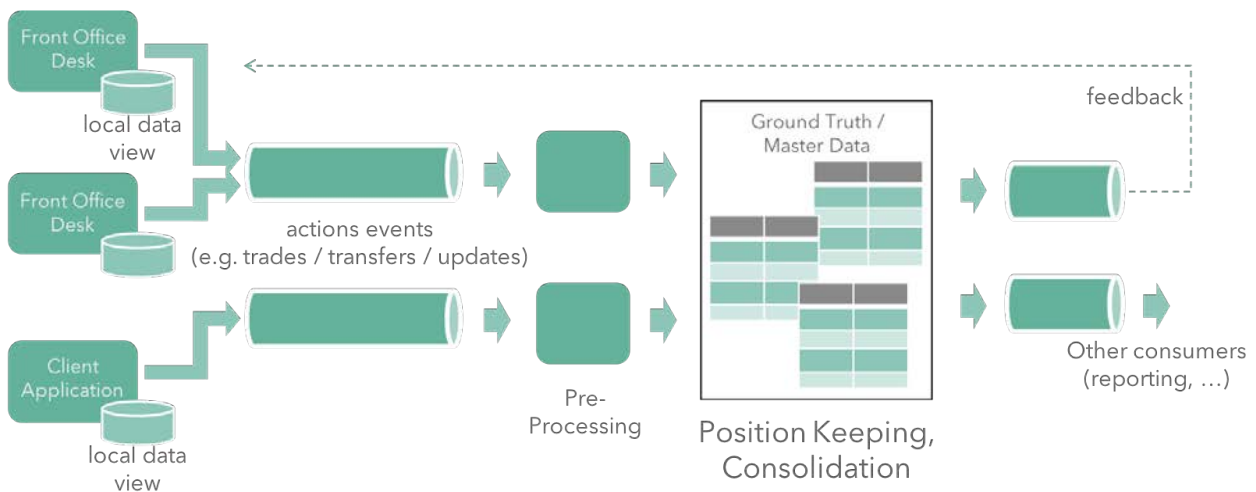 Front Office
Desk
local data
view
Front Office
Desk
Client
Application
local data
view
actions events
(e.g. trades / transfers / updates)
Pre-
Processing
Ground Truth /
Master Data
Position Keeping,
Consolidation
feedback
Other consumers
(reporting, …)